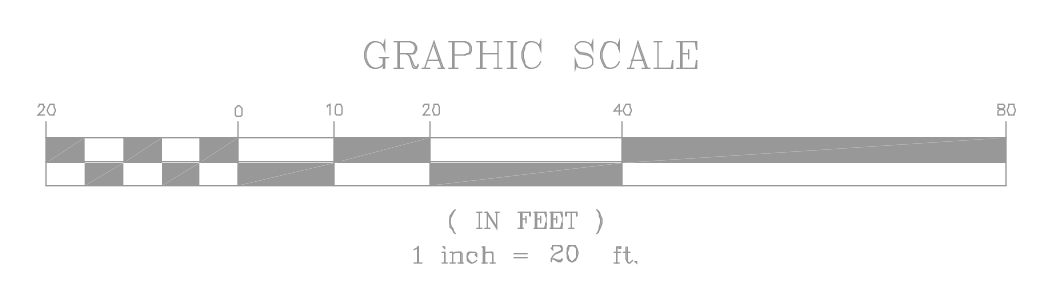 GRAPHIC SCALE
20 0 10 20 40 80
( IN FEET )
1 inch = 20 ft.